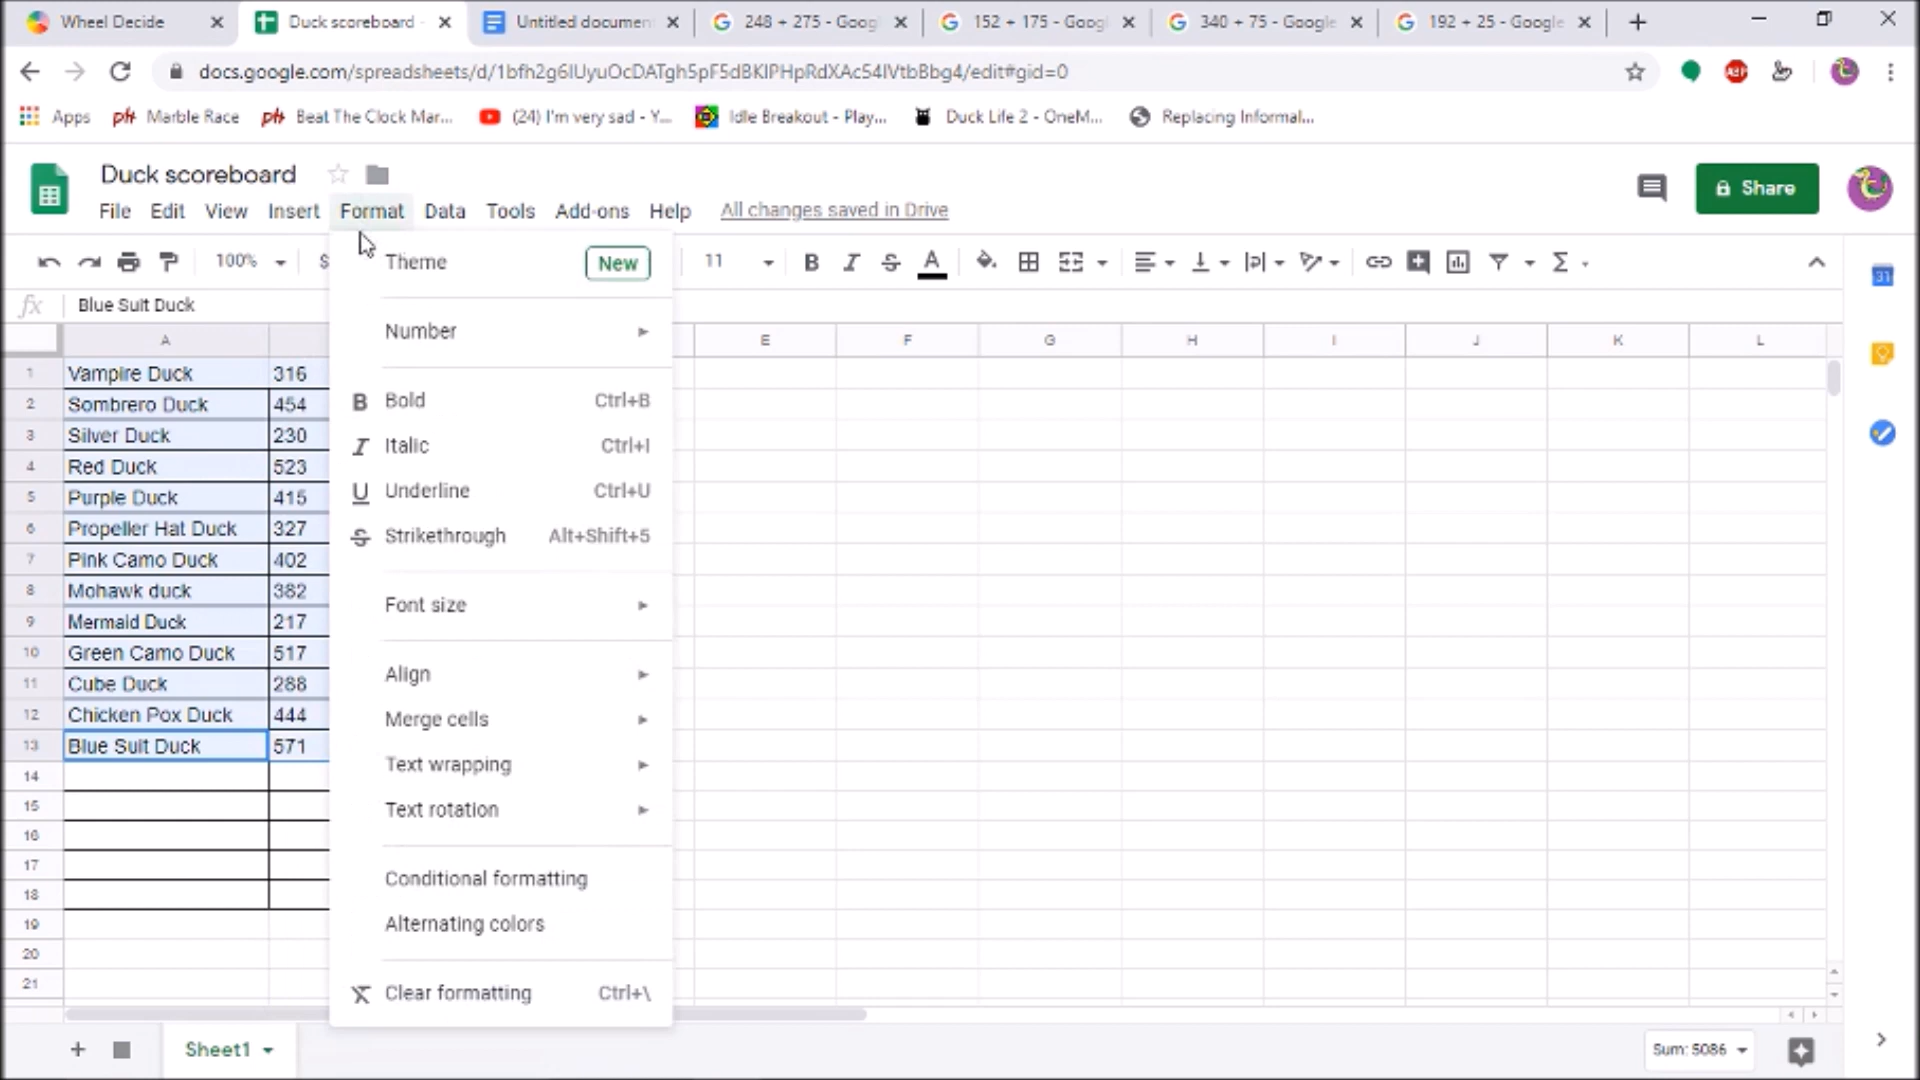 Wheel Decide
Duck scoreboard -
Untitled documen
248 + 275 - Goog
152 + 175 - Goog
340 + 75 - Google
192 + 25 - Google
Apps
Marble Race
Beat The Clock Mar...
(24) I'm very sad - Y...
Idle Breakout - Play...
Duck Life 2 - OneM...
Replacing Informal...
Duck scoreboard
Share
File Edit View Insert Format Data Tools Add-ons Help All changes saved in Drive
100% S 11
fx Blue Suit Duck
A E F G H I J K L
1 Vampire Duck 316
2 Sombrero Duck 454
3 Silver Duck 230
4 Red Duck 523
5 Purple Duck 415
6 Propeller Hat Duck 327
7 Pink Camo Duck 402
8 Mohawk duck 382
9 Mermaid Duck 217
10 Green Camo Duck 517
11 Cube Duck 288
12 Chicken Pox Duck 444
13 Blue Suit Duck 571
14
15
16
17
18
19
20
21
Theme New
Number
B Bold Ctrl+B
I Italic Ctrl+I
U Underline Ctrl+U
S Strikethrough Alt+Shift+5
Font size
Align
Merge cells
Text wrapping
Text rotation
Conditional formatting
Alternating colors
Clear formatting Ctrl+\
Sheet1
Sum: 5086
31